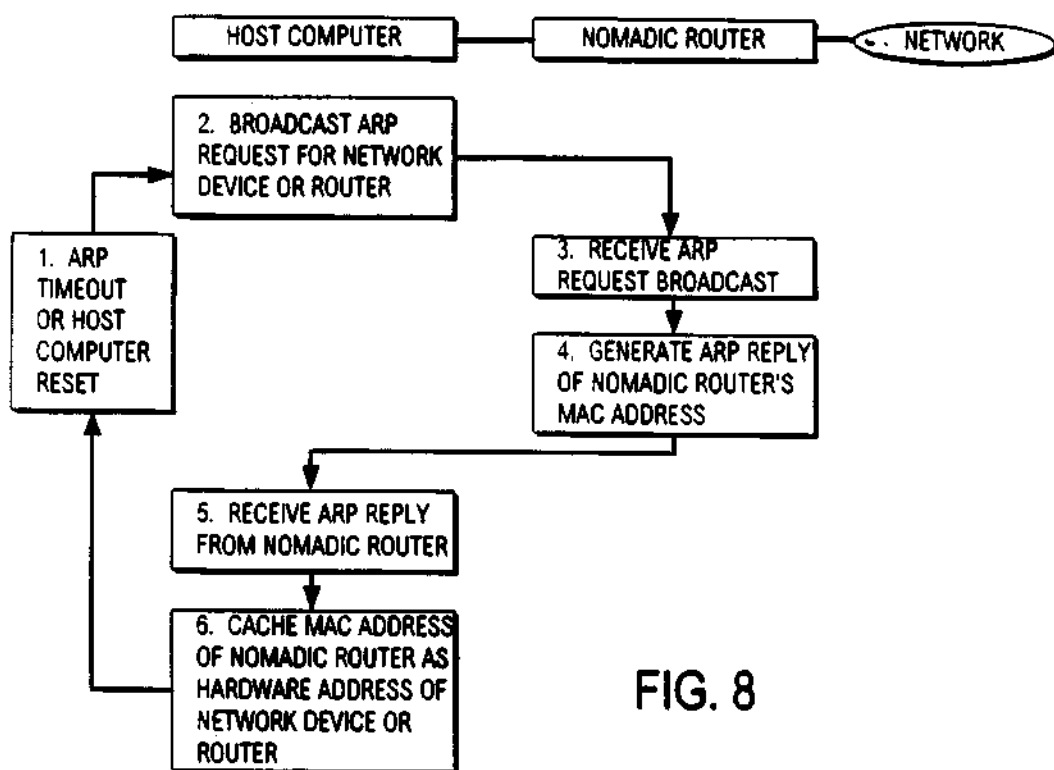 HOST COMPUTER
NOMADIC ROUTER
NETWORK
2. BROADCAST ARP
REQUEST FOR NETWORK
DEVICE OR ROUTER
1. ARP
TIMEOUT
OR HOST
COMPUTER
RESET
3. RECEIVE ARP
REQUEST BROADCAST
4. GENERATE ARP REPLY
OF NOMADIC ROUTER'S
MAC ADDRESS
5. RECEIVE ARP REPLY
FROM NOMADIC ROUTER
6. CACHE MAC ADDRESS
OF NOMADIC ROUTER AS
HARDWARE ADDRESS OF
NETWORK DEVICE OR
ROUTER
FIG. 8